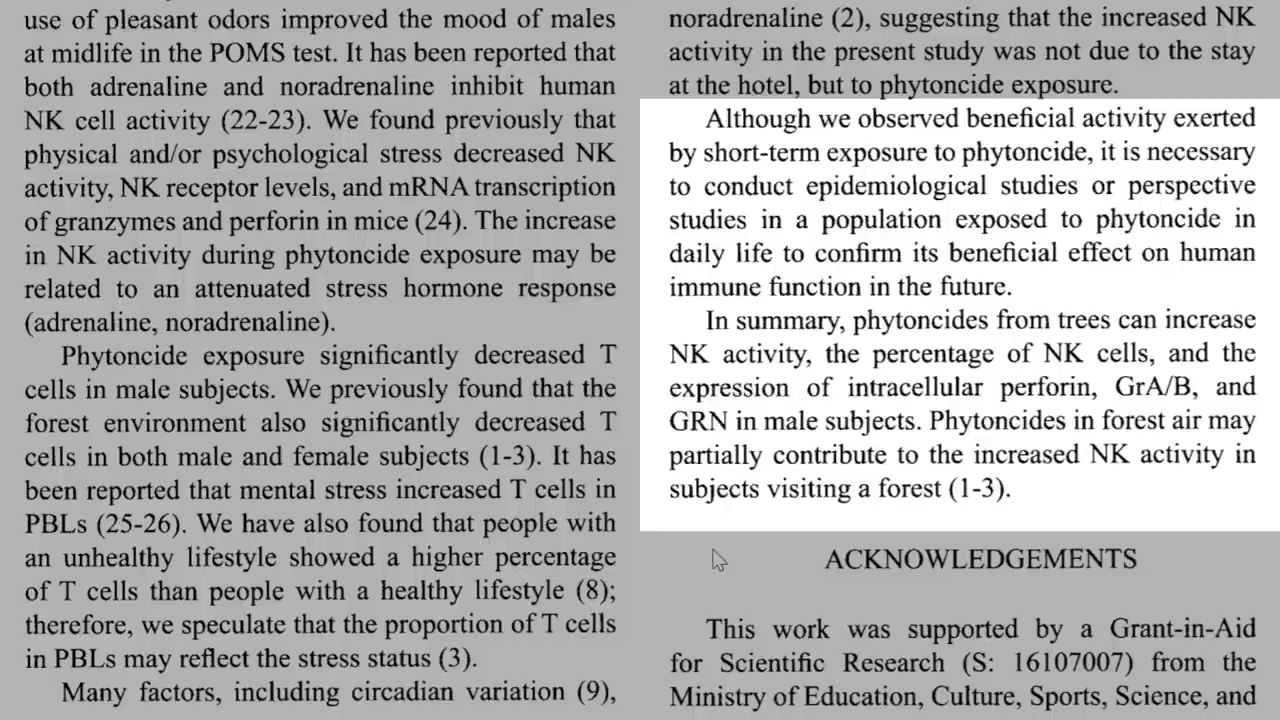 use of pleasant odors improved the mood of males
at midlife in the POMS test. It has been reported that
both adrenaline and noradrenaline inhibit human
NK cell activity (22-23). We found previously that
physical and/or psychological stress decreased NK
activity, NK receptor levels, and mRNA transcription
of granzymes and perforin in mice (24). The increase
in NK activity during phytoncide exposure may be
related to an attenuated stress hormone response
(adrenaline, noradrenaline).
Phytoncide exposure significantly decreased T
cells in male subjects. We previously found that the
forest environment also significantly decreased T
cells in both male and female subjects (1-3). It has
been reported that mental stress increased T cells in
PBLs (25-26). We have also found that people with
an unhealthy lifestyle showed a higher percentage
of T cells than people with a healthy lifestyle (8);
therefore, we speculate that the proportion of T cells
in PBLs may reflect the stress status (3).
Many factors, including circadian variation (9),
noradrenaline (2), suggesting that the increased NK
activity in the present study was not due to the stay
at the hotel, but to phytoncide exposure.
Although we observed beneficial activity exerted
by short-term exposure to phytoncide, it is necessary
to conduct epidemiological studies or perspective
studies in a population exposed to phytoncide in
daily life to confirm its beneficial effect on human
immune function in the future.
In summary, phytoncides from trees can increase
NK activity, the percentage of NK cells, and the
expression of intracellular perforin, GrA/B, and
GRN in male subjects. Phytoncides in forest air may
partially contribute to the increased NK activity in
subjects visiting a forest (1-3).
ACKNOWLEDGEMENTS
This work was supported by a Grant-in-Aid
for Scientific Research (S: 16107007) from the
Ministry of Education, Culture, Sports, Science, and